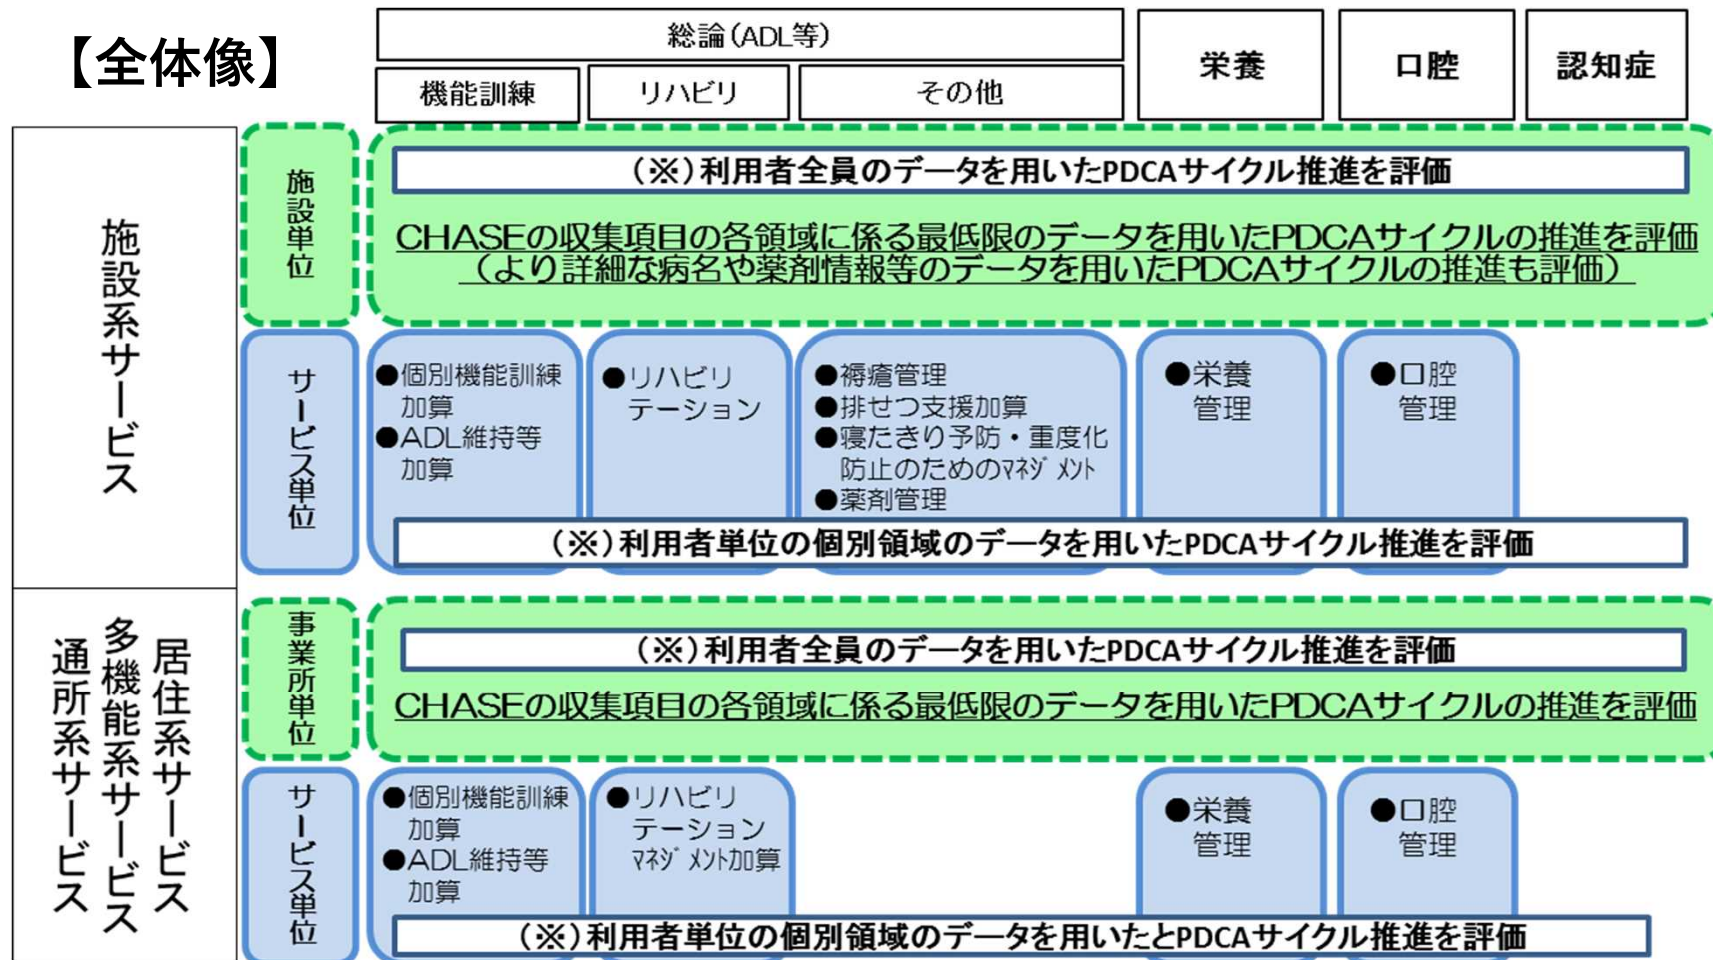 【全体像】
総論(ADL等)
機能訓練
リハビリ
その他
栄養
口腔
認知症
施設系サービス
施設単位
(※)利用者全員のデータを用いたPDCAサイクル推進を評価
CHASEの収集項目の各領域に係る最低限のデータを用いたPDCAサイクルの推進を評価
(より詳細な病名や薬剤情報等のデータを用いたPDCAサイクルの推進も評価)
サービス単位
●個別機能訓練
加算
●ADL維持等
加算
●リハビリ
テーション
●褥瘡管理
●排せつ支援加算
●寝たきり予防・重度化
防止のためのﾏﾈｼﾞﾒﾝﾄ
●薬剤管理
●栄養
管理
●口腔
管理
(※)利用者単位の個別領域のデータを用いたPDCAサイクル推進を評価
居住系サービス
多機能系サービス
通所系サービス
事業所単位
(※)利用者全員のデータを用いたPDCAサイクル推進を評価
CHASEの収集項目の各領域に係る最低限のデータを用いたPDCAサイクルの推進を評価
サービス単位
●個別機能訓練
加算
●ADL維持等
加算
●リハビリ
テーション
ﾏﾈｼﾞﾒﾝﾄ加算
●栄養
管理
●口腔
管理
(※)利用者単位の個別領域のデータを用いたとPDCAサイクル推進を評価